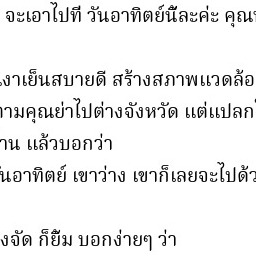 จะเอาไปที่ วันอาทิตย์นี้ละค่ะ คุณ
งาเย็นสบายดี สร้างสภาพแวดล้อ
ตามคุณย่าไปต่างจังหวัด แต่แปลก
าน แล้วบอกว่า
ันอาทิตย์ เขาว่าง เขาก็เลยจะไปด้ว
งจัด ก็ยิ้ม บอกง่ายๆ ว่า